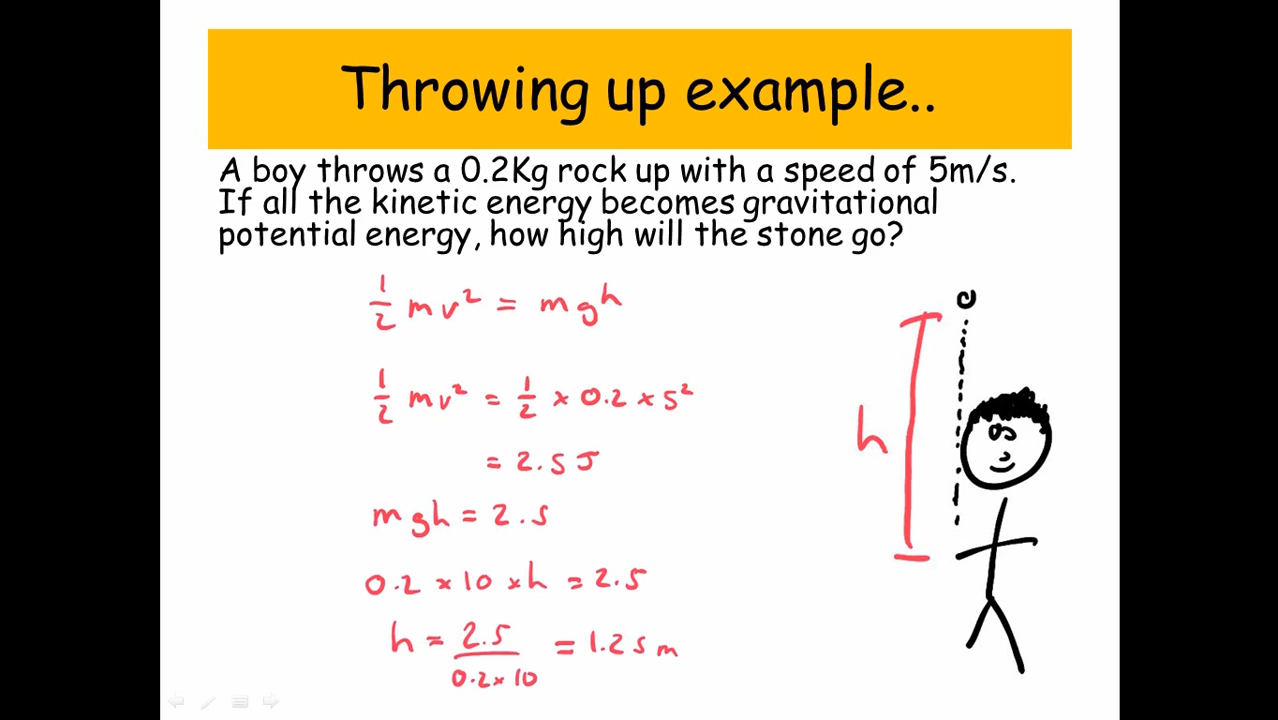 Throwing up example..
A boy throws a 0.2Kg rock up with a speed of 5m/s.
If all the kinetic energy becomes gravitational
potential energy, how high will the stone go?
½ mv² = mgh
½ mv² = ½ × 0.2 × 5²
= 2.5 J
mgh = 2.5
0.2 × 10 × h = 2.5
h = 2.5 / 0.2 × 10 = 1.25 m
h